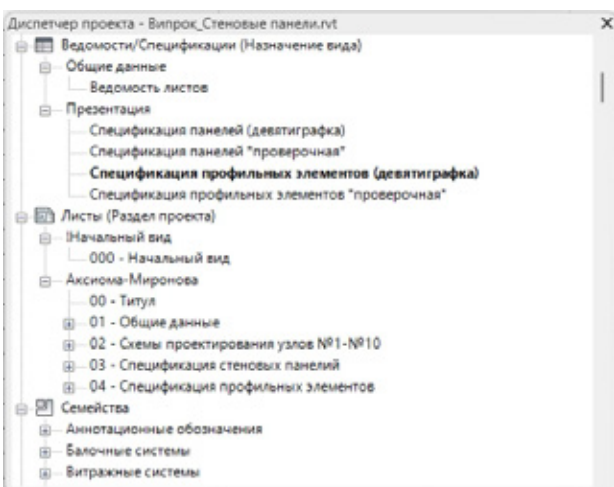 Диспетчер проекта - Випрок_Стеновые панели.rvt
Ведомости/Спецификации (Назначение вида)
Общие данные
Ведомость листов
Презентация
Спецификация панелей (девятиграфка)
Спецификация панелей "проверочная"
Спецификация профильных элементов (девятиграфка)
Спецификация профильных элементов "проверочная"
Листы (Раздел проекта)
!Начальный вид
000 - Начальный вид
Аксиома-Миронова
00 - Титул
01 - Общие данные
02 - Схемы проектирования узлов №1-№10
03 - Спецификация стеновых панелий
04 - Спецификация профильных элементов
Семейства
Аннотационные обозначения
Балочные системы
Витражные системы